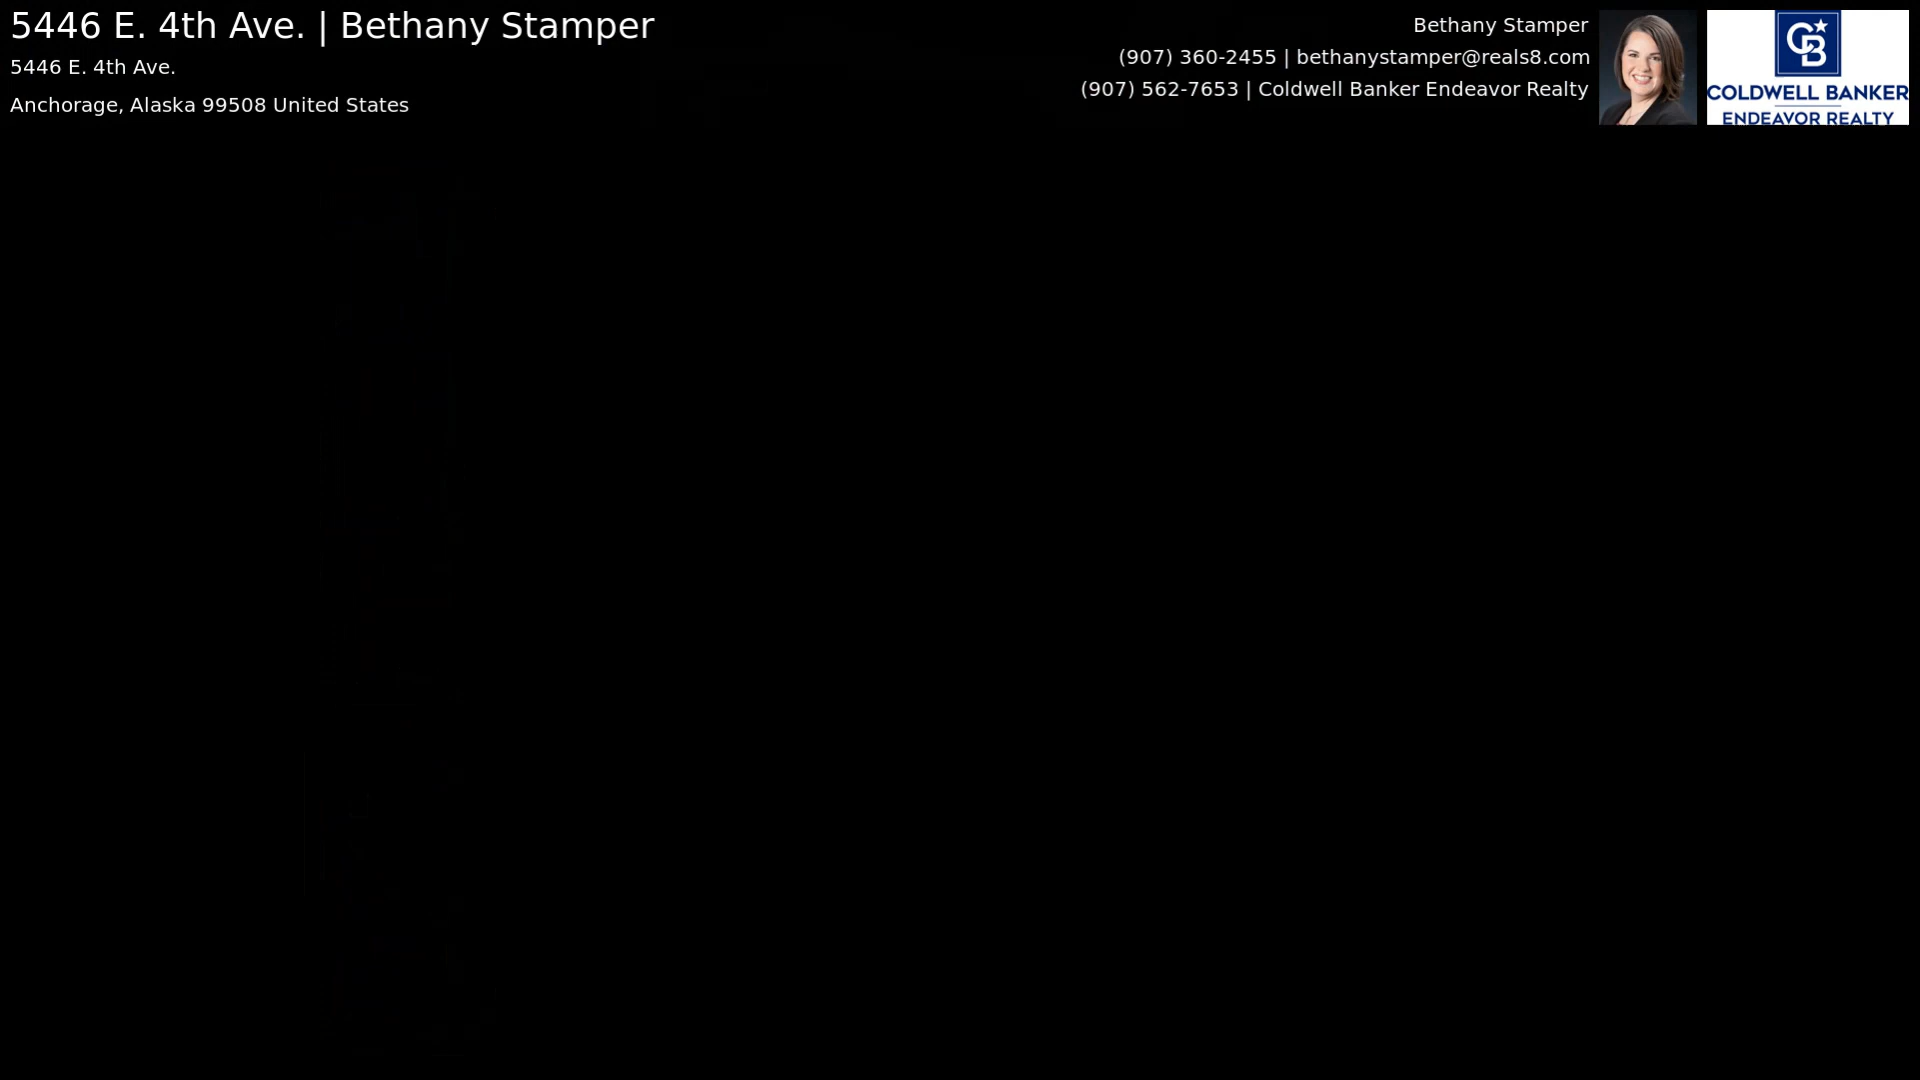 5446 E. 4th Ave. | Bethany Stamper
5446 E. 4th Ave.
Anchorage, Alaska 99508 United States
Bethany Stamper
(907) 360-2455 | bethanystamper@reals8.com
(907) 562-7653 | Coldwell Banker Endeavor Realty
CB
COLDWELL BANKER
ENDEAVOR REALTY